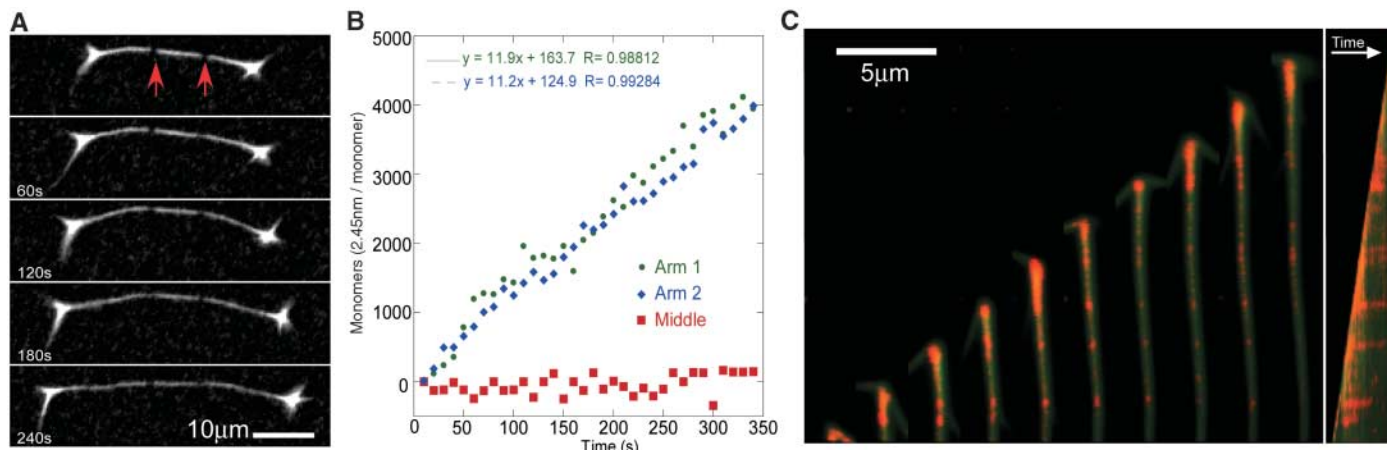 A
60s
120s
180s
240s
10μm
B
5000
4000
3000
2000
1000
0
Monomers (2.45nm / monomer)
y = 11.9x + 163.7 R= 0.98812
y = 11.2x + 124.9 R= 0.99284
Arm 1
Arm 2
Middle
0 50 100 150 200 250 300 350
Time (s)
C
5μm
Time